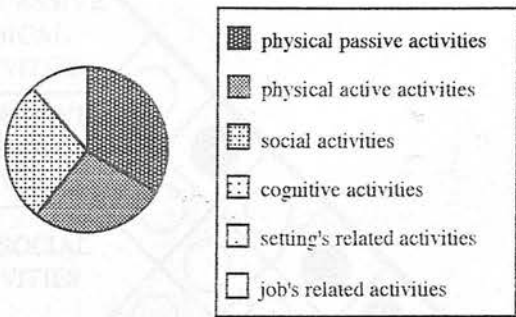 physical passive activities
physical active activities
social activities
cognitive activities
setting's related activities
job's related activities